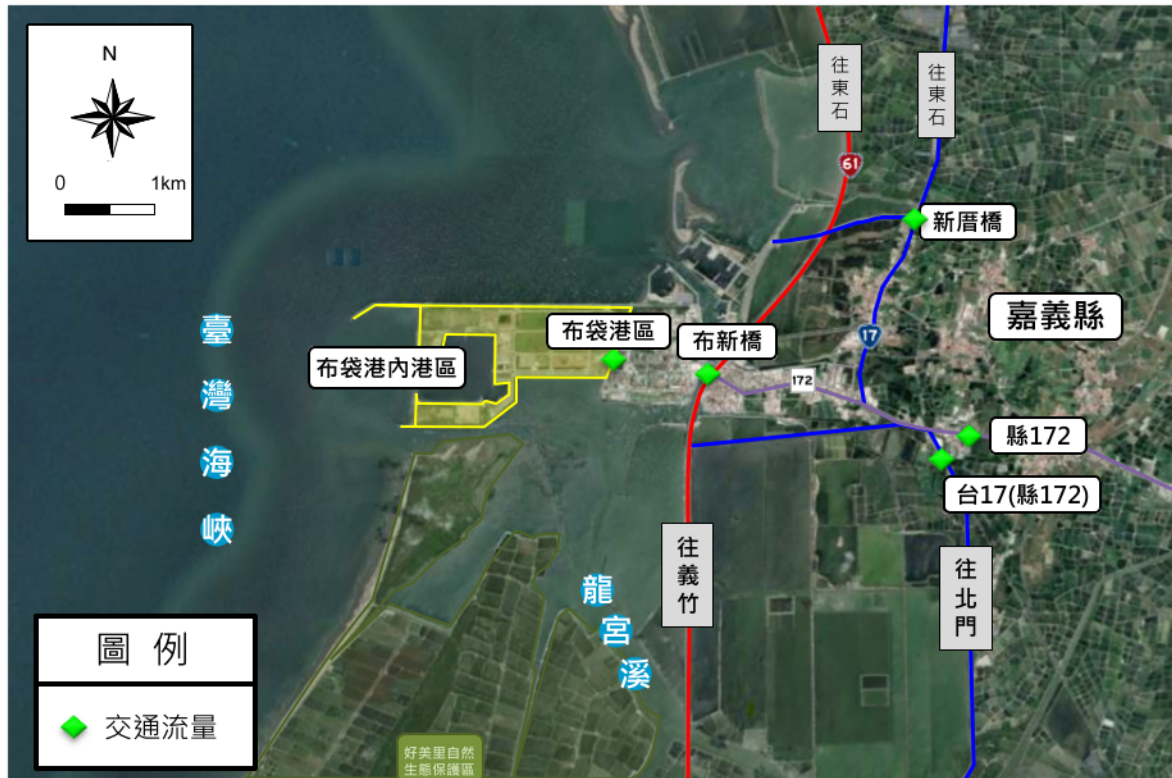 N
0 1km
往東石
往東石
61
新厝橋
嘉義縣
布袋港區
布新橋
17
布袋港內港區
172
臺灣海峽
縣172
台17(縣172)
往義竹
往北門
龍宮溪
圖例
交通流量
好美里自然
生態保護區